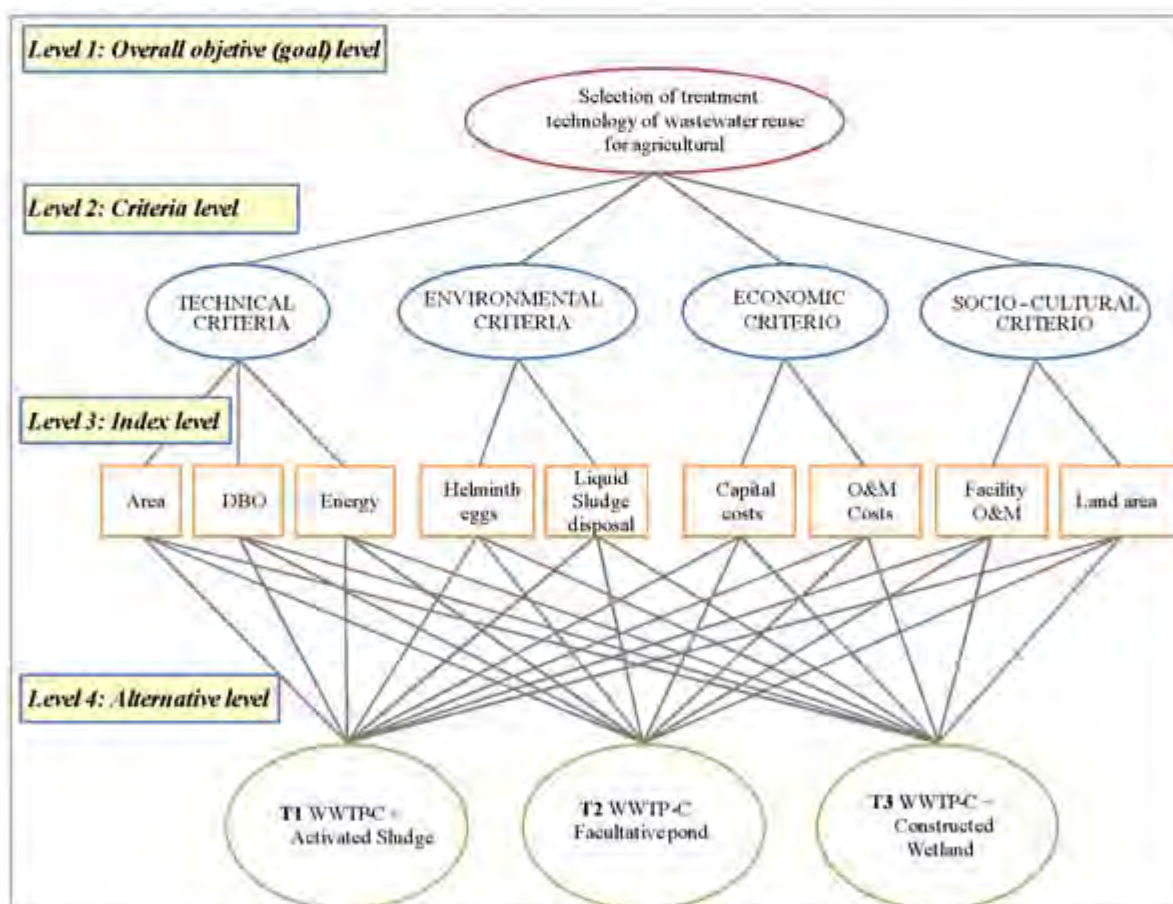 Level 1: Overall objetive (goal) level
Selection of treatment
technology of wastewater reuse
for agricultural
Level 2: Criteria level
TECHNICAL
CRITERIA
ENVIRONMENTAL
CRITERIA
ECONOMIC
CRITERIO
SOCIO-CULTURAL
CRITERIO
Level 3: Index level
Area
DBO
Energy
Helminth
eggs
Liquid
Sludge
disposal
Capital
costs
O&M
Costs
Facility
O&M
Land area
Level 4: Alternative level
T1 WWTP-C +
Activated Sludge
T2 WWTP-C
Facultative pond
T3 WWTP-C –
Constructed
Wetland